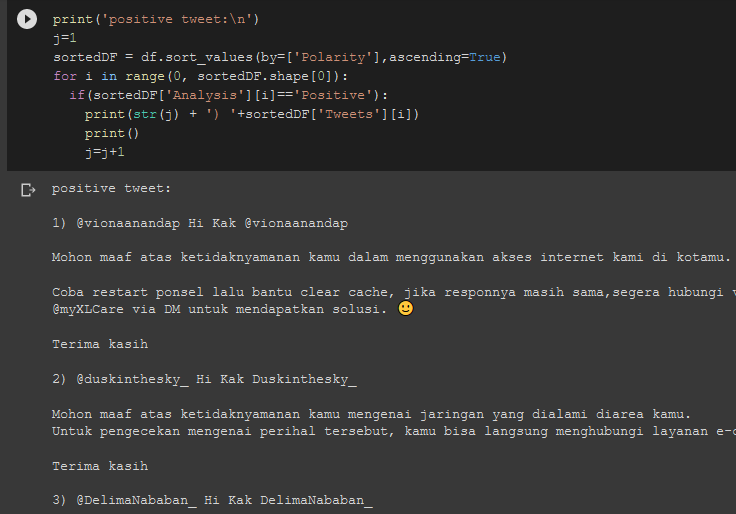 print('positive tweet:\n')
j=1
sortedDF = df.sort_values(by=['Polarity'],ascending=True)
for i in range(0, sortedDF.shape[0]):
  if(sortedDF['Analysis'][i]=='Positive'):
    print(str(j) + ') '+sortedDF['Tweets'][i])
    print()
    j=j+1
positive tweet:
1) @vionaanandap Hi Kak @vionaanandap
Mohon maaf atas ketidaknyamanan kamu dalam menggunakan akses internet kami di kotamu.
Coba restart ponsel lalu bantu clear cache, jika responnya masih sama,segera hubungi
@myXLCare via DM untuk mendapatkan solusi. 🙂
Terima kasih
2) @duskinthesky_ Hi Kak Duskinthesky_
Mohon maaf atas ketidaknyamanan kamu mengenai jaringan yang dialami diarea kamu.
Untuk pengecekan mengenai perihal tersebut, kamu bisa langsung menghubungi layanan
Terima kasih
3) @DelimaNababan_ Hi Kak DelimaNababan_